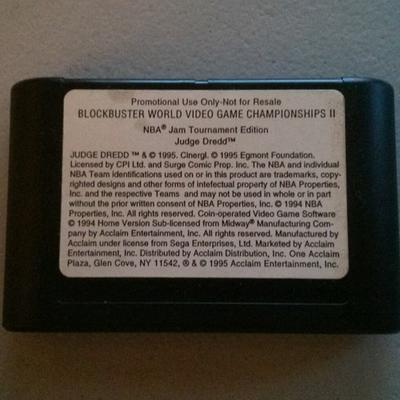 Promotional Use Only-Not for Resale
BLOCKBUSTER WORLD VIDEO GAME CHAMPIONSHIPS II
NBA® Jam Tournament Edition
Judge Dredd™
JUDGE DREDD ™ & © 1995. Cinergi. © 1995 Egmont Foundation.
Licensed by CPI Ltd. and Surge Comic Prop, Inc. The NBA and individual
NBA Team identifications used on or in this product are trademarks, copy-
righted designs and other forms of intefectual property of NBA Properties,
Inc. and the respective Teams and may not be used in whole or in part
without the prior written consent of NBA Properties, Inc. © 1994 NBA
Properties, Inc. All rights reserved. Coin-operated Video Game Software
© 1994 Home Version Sub-licensed from Midway® Manufacturing Com-
pany by Acclaim Entertainment, Inc. All rights reserved. Manufactured by
Acclaim under license from Sega Enterprises, Ltd. Marketed by Acclaim
Entertainment, Inc. Distributed by Acclaim Distribution, Inc. One Acclaim
Plaza, Glen Cove, NY 11542, ® & © 1995 Acclaim Entertainment, Inc.